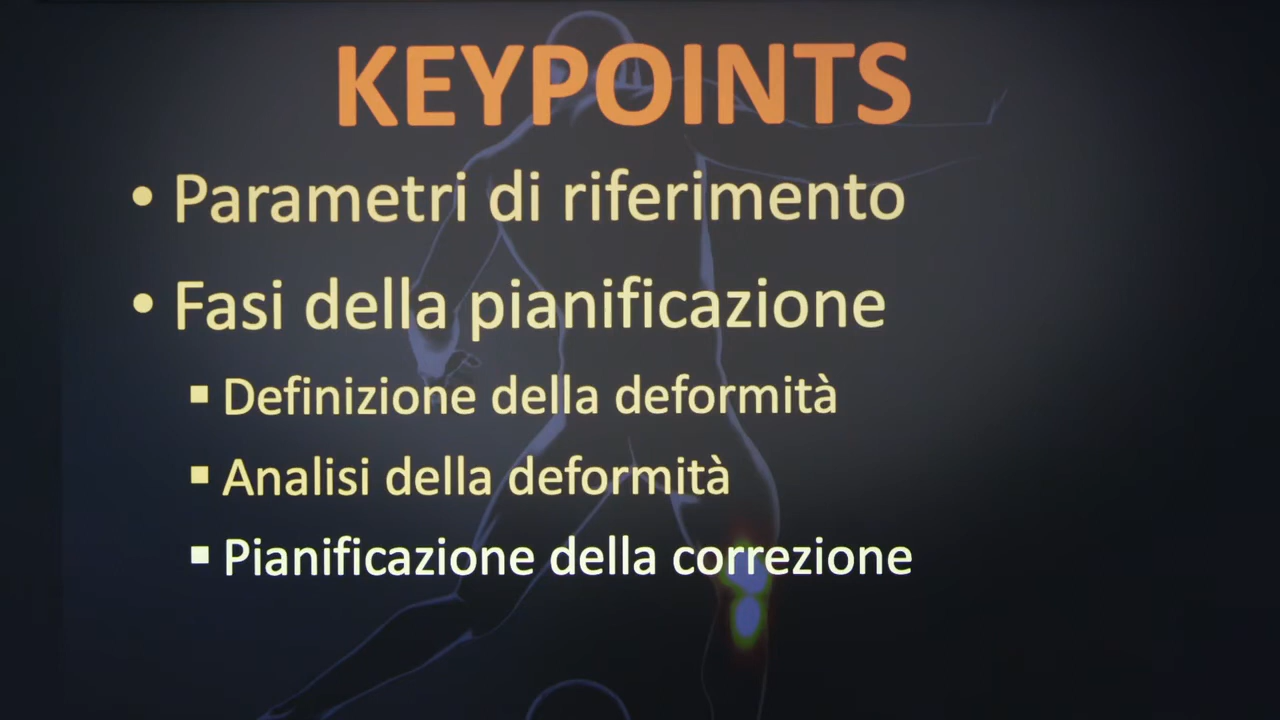 KEYPOINTS
• Parametri di riferimento
• Fasi della pianificazione
▪ Definizione della deformità
▪ Analisi della deformità
▪ Pianificazione della correzione